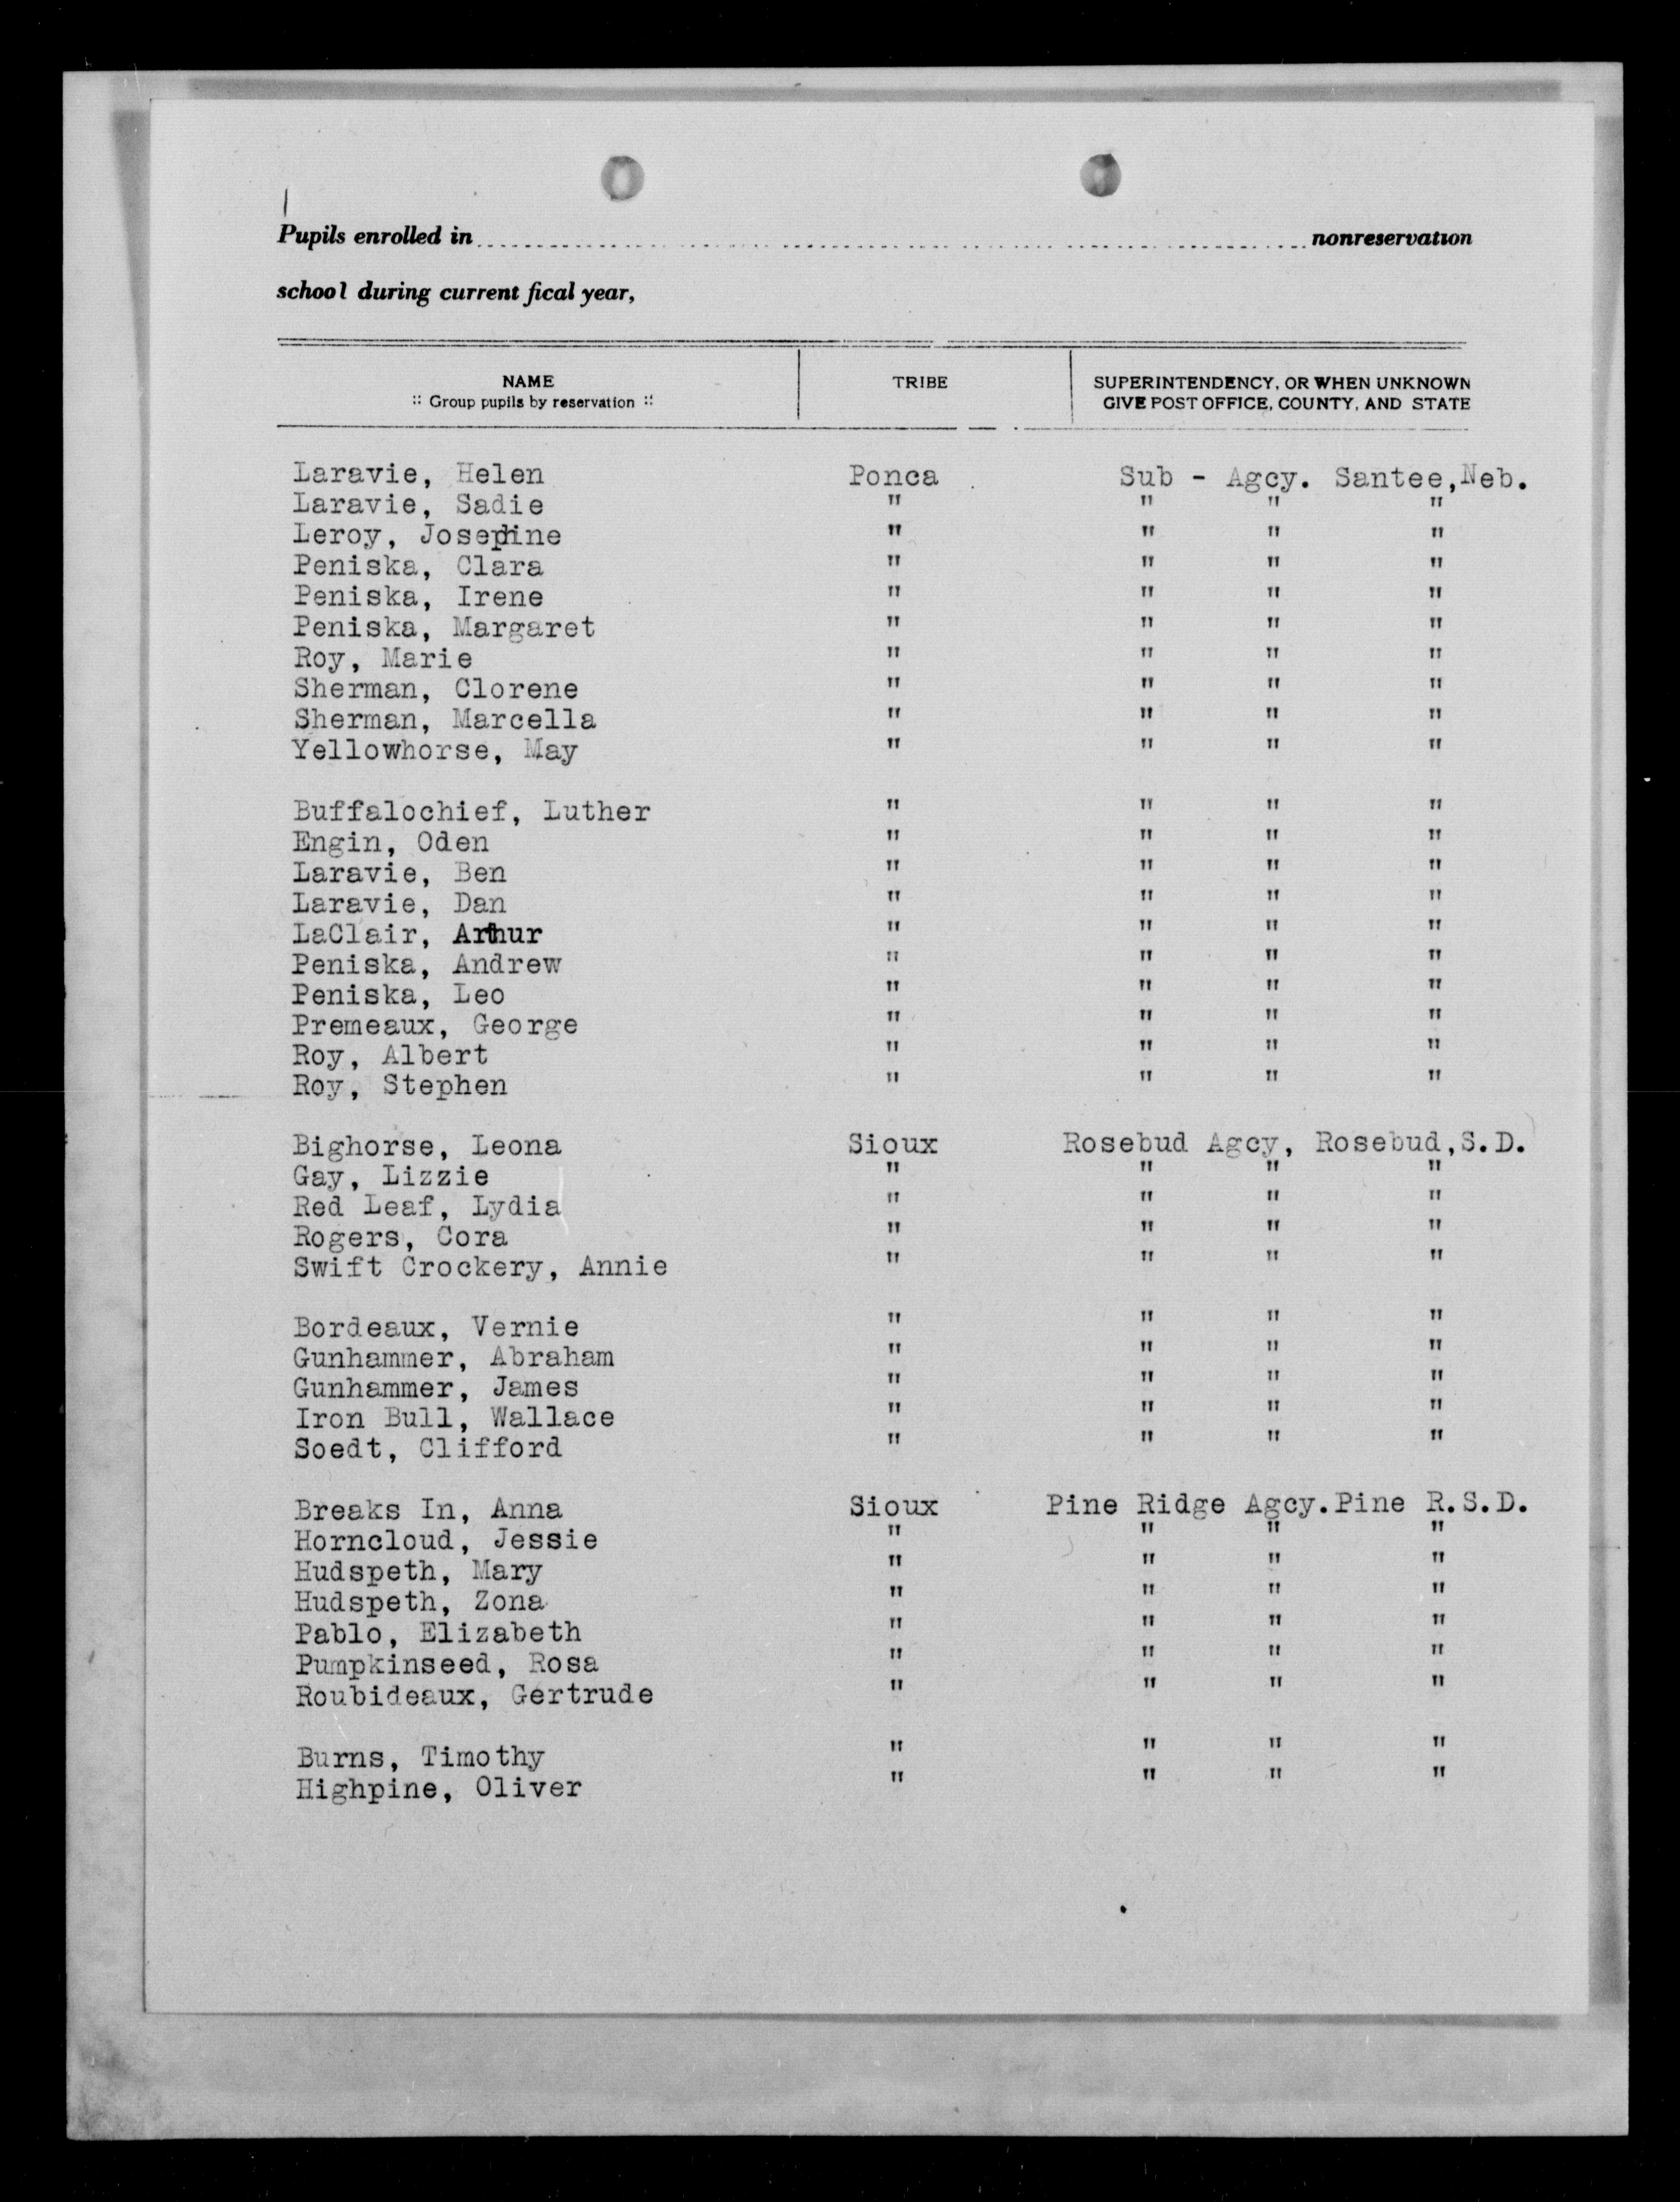 Pupils enrolled in nonreservation
school during current fical year,
NAME TRIBE SUPERINTENDENCY, OR WHEN UNKNOWN
:: Group pupils by reservation :: GIVE POST OFFICE, COUNTY, AND STATE
Laravie, Helen Ponca Sub - Agcy. Santee,Neb.
Laravie, Sadie " " " "
Leroy, Josephine " " " "
Peniska, Clara " " " "
Peniska, Irene " " " "
Peniska, Margaret " " " "
Roy, Marie " " " "
Sherman, Clorene " " " "
Sherman, Marcella " " " "
Yellowhorse, May " " " "
Buffalochief, Luther " " " "
Engin, Oden " " " "
Laravie, Ben " " " "
Laravie, Dan " " " "
LaClair, Arthur " " " "
Peniska, Andrew " " " "
Peniska, Leo " " " "
Premeaux, George " " " "
Roy, Albert " " " "
Roy, Stephen " " " "
Bighorse, Leona Sioux Rosebud Agcy, Rosebud,S.D.
Gay, Lizzie " " " "
Red Leaf, Lydia " " " "
Rogers, Cora " " " "
Swift Crockery, Annie " " " "
Bordeaux, Vernie " " " "
Gunhammer, Abraham " " " "
Gunhammer, James " " " "
Iron Bull, Wallace " " " "
Soedt, Clifford " " " "
Breaks In, Anna Sioux Pine Ridge Agcy.Pine R.S.D.
Horncloud, Jessie " " " "
Hudspeth, Mary " " " "
Hudspeth, Zona " " " "
Pablo, Elizabeth " " " "
Pumpkinseed, Rosa " " " "
Roubideaux, Gertrude " " " "
Burns, Timothy " " " "
Highpine, Oliver " " " "